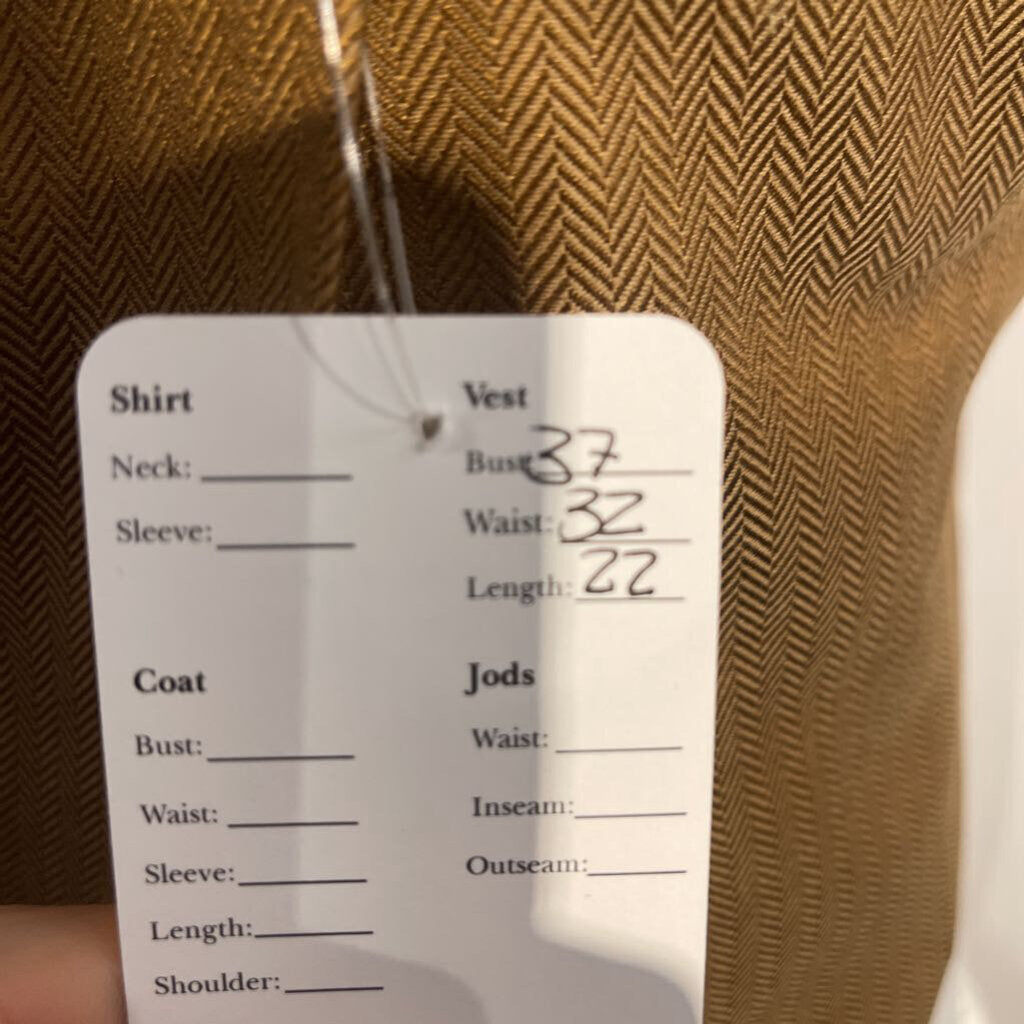 Shirt
Neck:
Sleeve:
Vest
Bust: 37
Waist: 32
Length: 22
Coat
Bust:
Waist:
Sleeve:
Length:
Shoulder:
Jods
Waist:
Inseam:
Outseam: